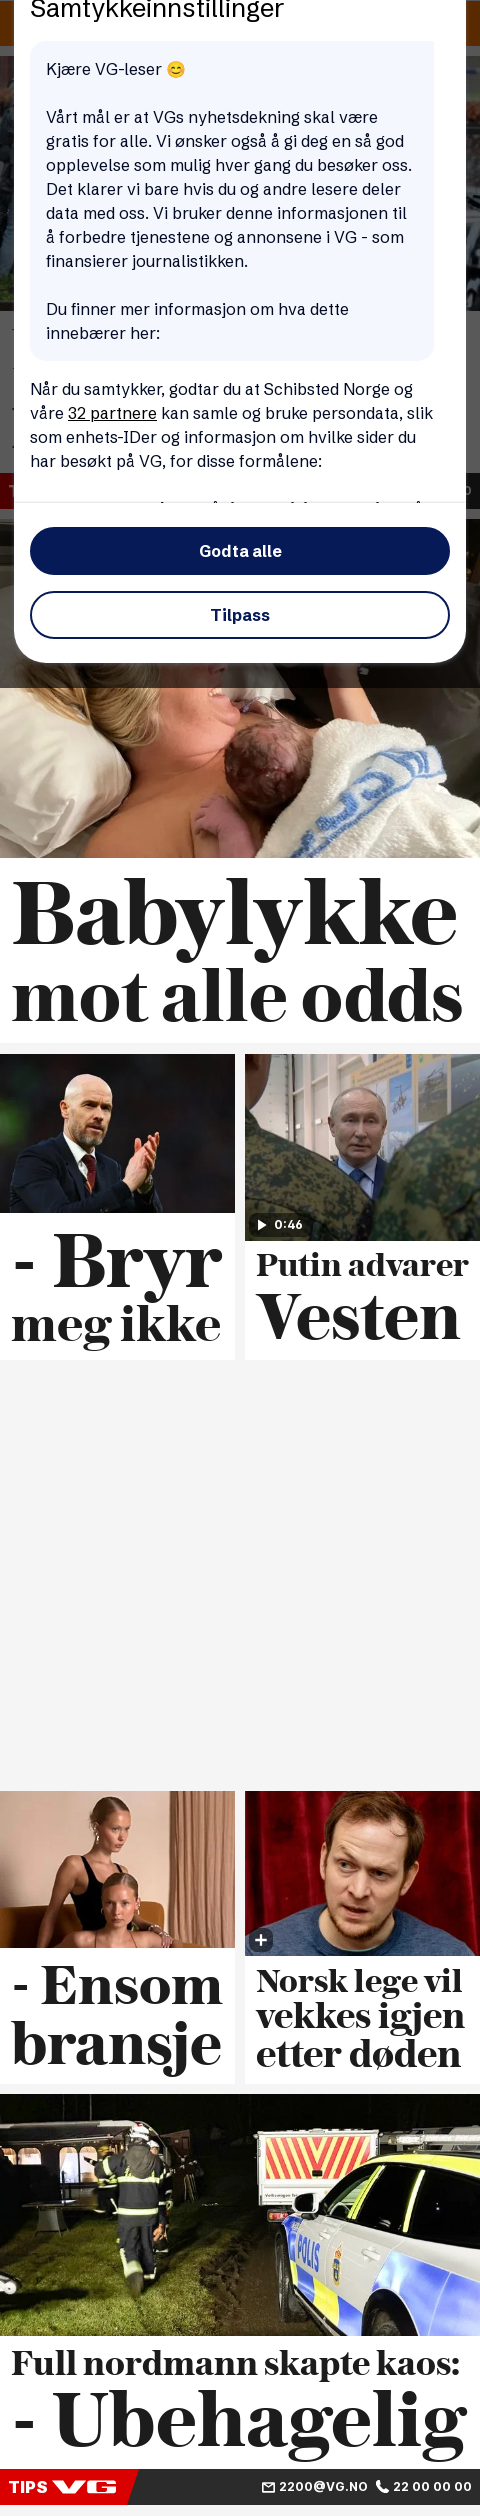 Samtykkeinnstillinger
Kjære VG-leser 😊
Vårt mål er at VGs nyhetsdekning skal være
gratis for alle. Vi ønsker også å gi deg en så god
opplevelse som mulig hver gang du besøker oss.
Det klarer vi bare hvis du og andre lesere deler
data med oss. Vi bruker denne informasjonen til
å forbedre tjenestene og annonsene i VG - som
finansierer journalistikken.
Du finner mer informasjon om hva dette
innebærer her:
Når du samtykker, godtar du at Schibsted Norge og
våre 32 partnere kan samle og bruke persondata, slik
som enhets-IDer og informasjon om hvilke sider du
har besøkt på VG, for disse formålene:
Godta alle
Tilpass
Babylykke
mot alle odds
- Bryr
meg ikke
0:46
Putin advarer
Vesten
- Ensom
bransje
Norsk lege vil
vekkes igjen
etter døden
POLIS
Full nordmann skapte kaos:
- Ubehagelig
TIPS VG 2200@VG.NO 22 00 00 00